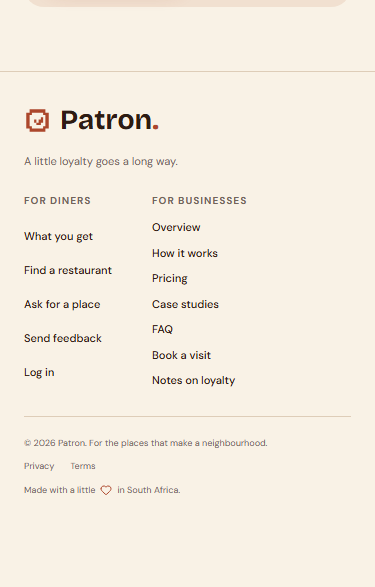 Patron.
A little loyalty goes a long way.
FOR DINERS
What you get
Find a restaurant
Ask for a place
Send feedback
Log in
FOR BUSINESSES
Overview
How it works
Pricing
Case studies
FAQ
Book a visit
Notes on loyalty
© 2026 Patron. For the places that make a neighbourhood.
Privacy Terms
Made with a little in South Africa.